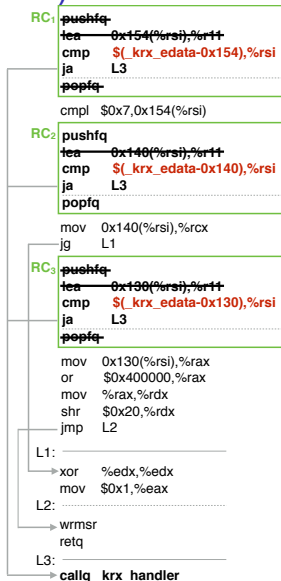 RC1 pushfq
lea 0x154(%rsi),%r11
cmp $(_krx_edata-0x154),%rsi
ja L3
popfq
cmpl $0x7,0x154(%rsi)
RC2 pushfq
lea 0x140(%rsi),%r11
cmp $(_krx_edata-0x140),%rsi
ja L3
popfq
mov 0x140(%rsi),%rcx
jg L1
RC3 pushfq
lea 0x130(%rsi),%r11
cmp $(_krx_edata-0x130),%rsi
ja L3
popfq
mov 0x130(%rsi),%rax
or $0x400000,%rax
mov %rax,%rdx
shr $0x20,%rdx
jmp L2
L1:
xor %edx,%edx
mov $0x1,%eax
L2:
wrmsr
retq
L3:
callq krx_handler